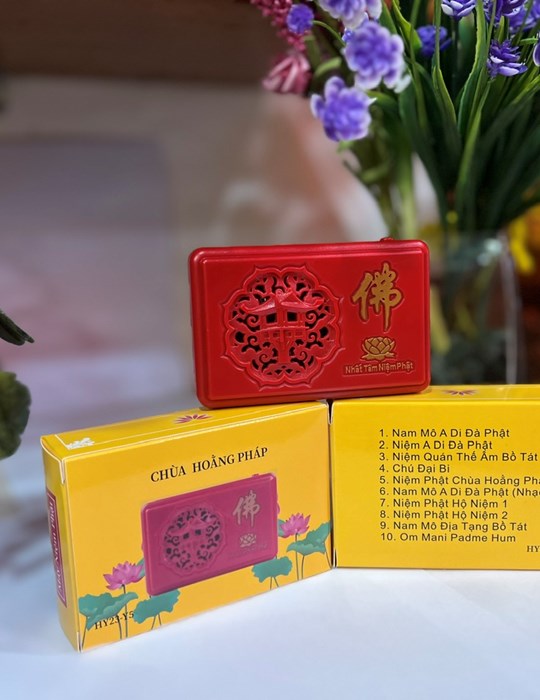 佛
Nhất Tâm Niệm Phật
CHÙA HOẰNG PHÁP
佛
HY23-Y5
1. Nam Mô A Di Đà Phật
2. Niệm A Di Đà Phật
3. Niệm Quán Thế Âm Bồ Tát
4. Chú Đại Bi
5. Niệm Phật Chùa Hoằng
6. Nam Mô A Di Đà Phật
7. Niệm Phật Hộ Niệm 1
8. Niệm Phật Hộ Niệm 2
9. Nam Mô Địa Tạng Bồ Tát
10. Om Mani Padme Hum